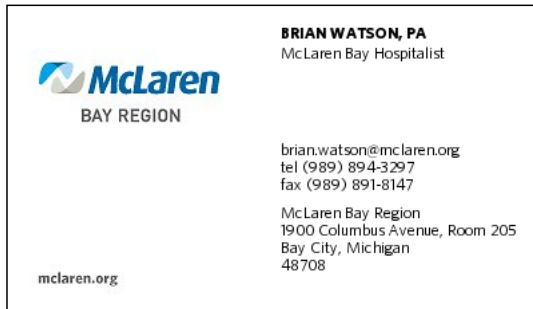 McLaren
BAY REGION
mclaren.org
BRIAN WATSON, PA
McLaren Bay Hospitalist
brian.watson@mclaren.org
tel (989) 894-3297
fax (989) 891-8147
McLaren Bay Region
1900 Columbus Avenue, Room 205
Bay City, Michigan
48708